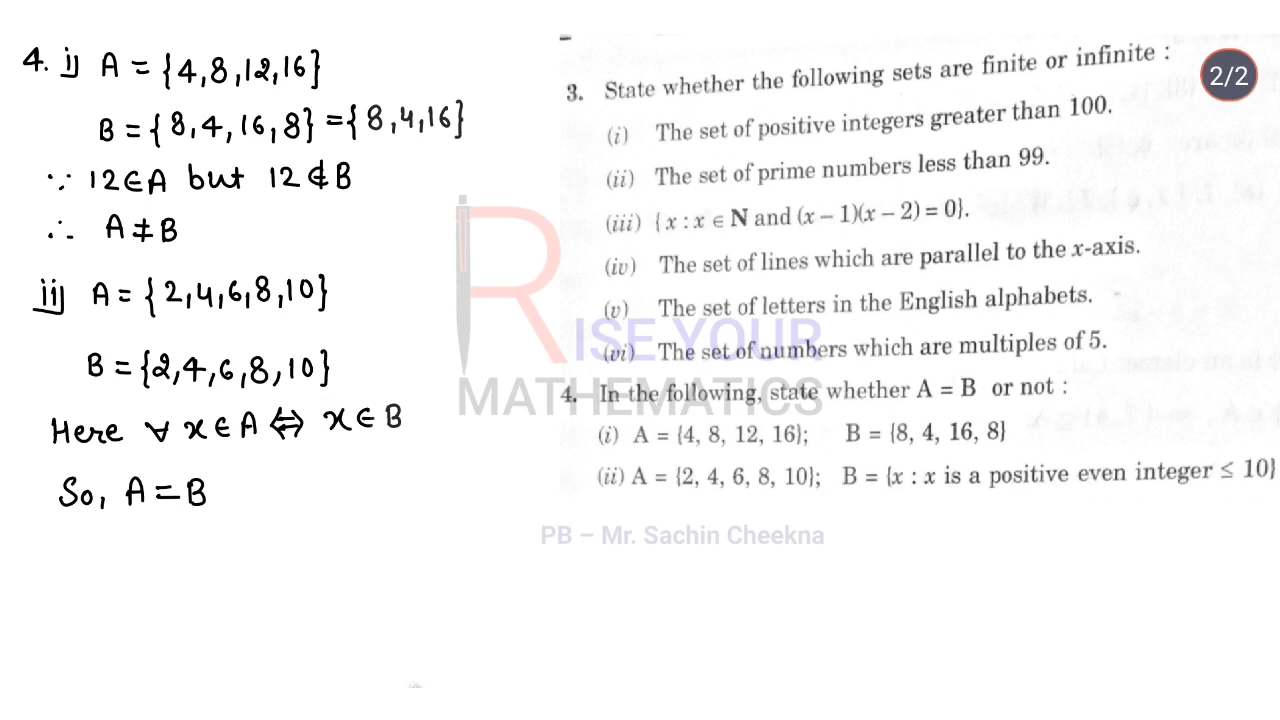 4. i) A = {4,8,12,16}
B = {8,4,16,8} = {8,4,16}
∵ 12∈A but 12∉B
∴ A≠B
ii) A = {2,4,6,8,10}
B = {2,4,6,8,10}
Here ∀ x∈A ⇔ x∈B
So, A=B
3. State whether the following sets are finite or infinite :
(i) The set of positive integers greater than 100.
(ii) The set of prime numbers less than 99.
(iii) {x : x ∈ N and (x – 1)(x – 2) = 0}.
(iv) The set of lines which are parallel to the x-axis.
(v) The set of letters in the English alphabets.
(vi) The set of numbers which are multiples of 5.
4. In the following, state whether A = B or not :
(i) A = {4, 8, 12, 16}; B = {8, 4, 16, 8}
(ii) A = {2, 4, 6, 8, 10}; B = {x : x is a positive even integer ≤ 10}
2/2
RISE YOUR
MATHEMATICS
PB – Mr. Sachin Cheekna